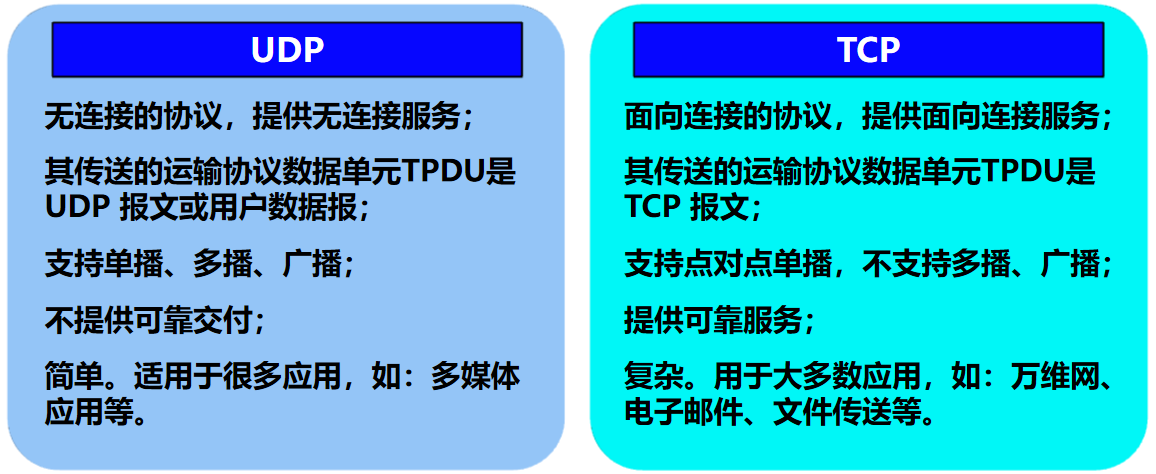 UDP
无连接的协议，提供无连接服务；
其传送的运输协议数据单元TPDU是
UDP 报文或用户数据报；
支持单播、多播、广播；
不提供可靠交付；
简单。适用于很多应用，如：多媒体
应用等。
TCP
面向连接的协议，提供面向连接服务；
其传送的运输协议数据单元TPDU是
TCP 报文；
支持点对点单播，不支持多播、广播；
提供可靠服务；
复杂。用于大多数应用，如：万维网、
电子邮件、文件传送等。